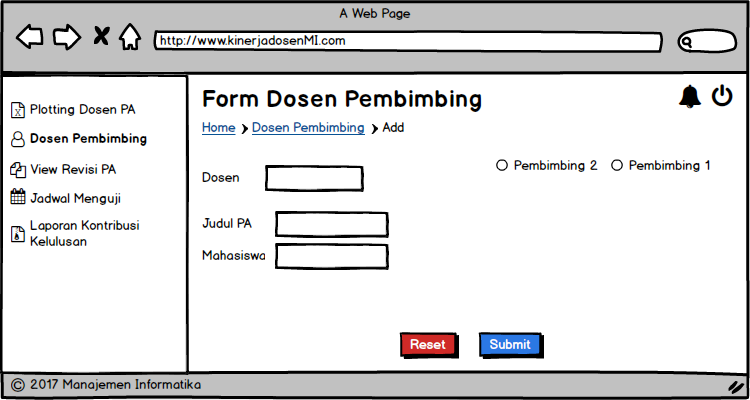 A Web Page
http://www.kinerjadosenMI.com
Plotting Dosen PA
Dosen Pembimbing
View Revisi PA
Jadwal Menguji
Laporan Kontribusi
Kelulusan
Form Dosen Pembimbing
Home Dosen Pembimbing Add
Pembimbing 2 Pembimbing 1
Dosen
Judul PA
Mahasiswa
Reset Submit
© 2017 Manajemen Informatika